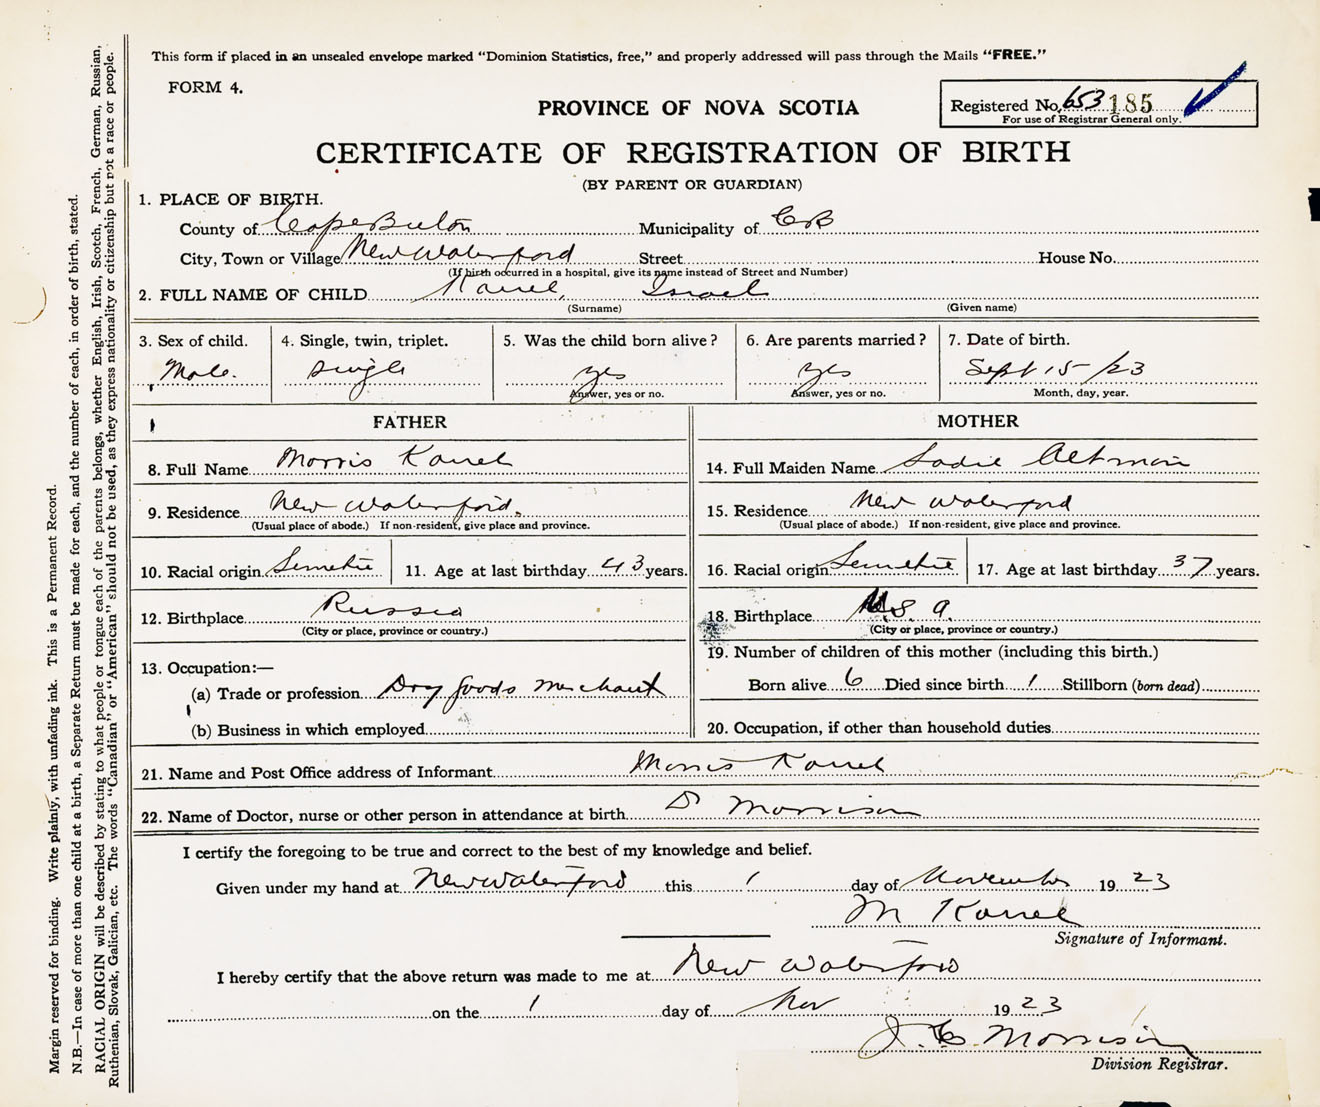 This form if placed in an unsealed envelope marked "Dominion Statistics, free," and properly addressed will pass through the Mails "FREE."
FORM 4.
PROVINCE OF NOVA SCOTIA
Registered No. 653 185
For use of Registrar General only.
CERTIFICATE OF REGISTRATION OF BIRTH
(BY PARENT OR GUARDIAN)
1. PLACE OF BIRTH.
County of Cape Breton Municipality of CB
City, Town or Village New Waterford Street House No.
(If birth occurred in a hospital, give its name instead of Street and Number)
2. FULL NAME OF CHILD Israel
(Surname) (Given name)
3. Sex of child. 4. Single, twin, triplet. 5. Was the child born alive? 6. Are parents married? 7. Date of birth.
Male. single yes yes Sept 15 /23
Answer, yes or no. Answer, yes or no. Month, day, year.
FATHER MOTHER
8. Full Name Morris 14. Full Maiden Name Sadie Altman
9. Residence New Waterford. 15. Residence New Waterford
(Usual place of abode.) If non-resident, give place and province. (Usual place of abode.) If non-resident, give place and province.
10. Racial origin Semetic 11. Age at last birthday 43 years. 16. Racial origin Semetic 17. Age at last birthday 37 years.
12. Birthplace Russia 18. Birthplace U.S.A.
(City or place, province or country.) (City or place, province or country.)
13. Occupation:— 19. Number of children of this mother (including this birth.)
(a) Trade or profession Dry goods merchant Born alive 6 Died since birth 1 Stillborn (born dead)
(b) Business in which employed 20. Occupation, if other than household duties
21. Name and Post Office address of Informant Morris
22. Name of Doctor, nurse or other person in attendance at birth Dr Morrison
I certify the foregoing to be true and correct to the best of my knowledge and belief.
Given under my hand at New Waterford this 1 day of November 1923
M
Signature of Informant.
I hereby certify that the above return was made to me at New Waterford
on the 1 day of Nov 1923
Morrison
Division Registrar.
Margin reserved for binding. Write plainly, with unfading ink. This is a Permanent Record.
N.B.—In case of more than one child at a birth, a Separate Return must be made for each, and the number of each, in order of birth, stated.
RACIAL ORIGIN will be described by stating to what people or tongue each of the parents belongs, whether English, Irish, Scotch, French, German, Russian,
Ruthenian, Slovak, Galician, etc. The words "Canadian" or "American" should not be used, as they express nationality or citizenship but not a race or people.